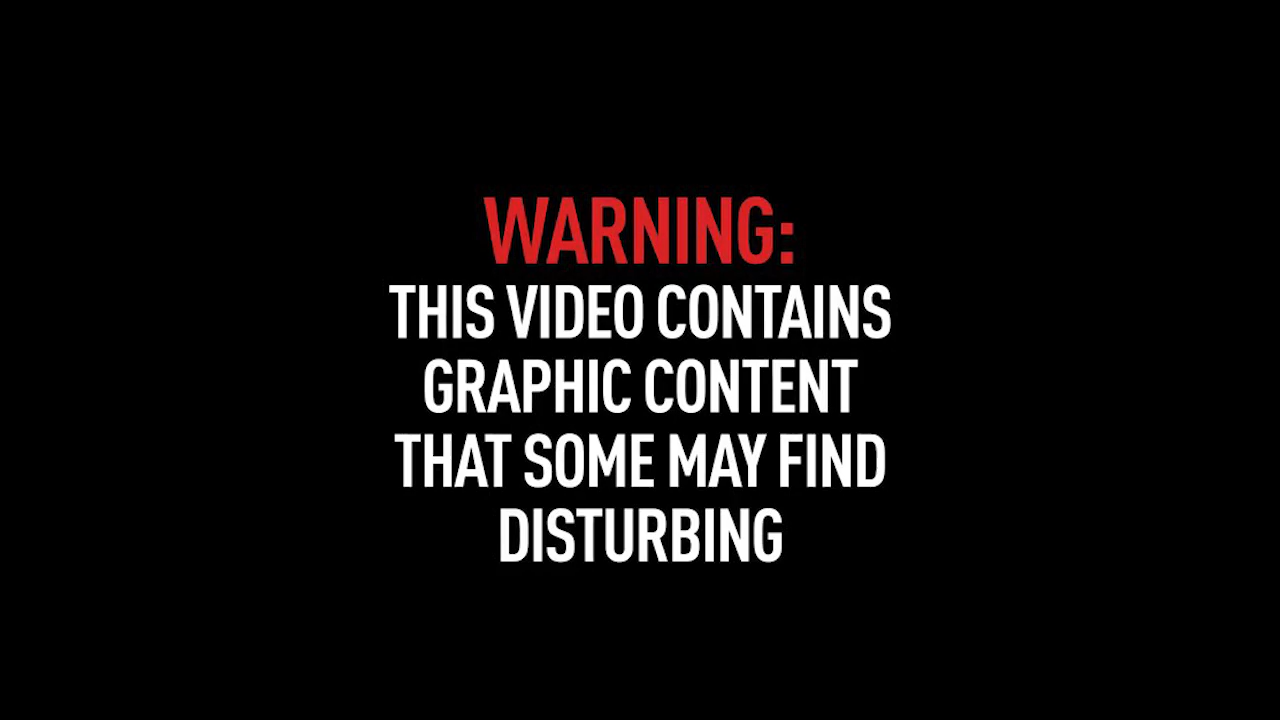 WARNING:
THIS VIDEO CONTAINS
GRAPHIC CONTENT
THAT SOME MAY FIND
DISTURBING